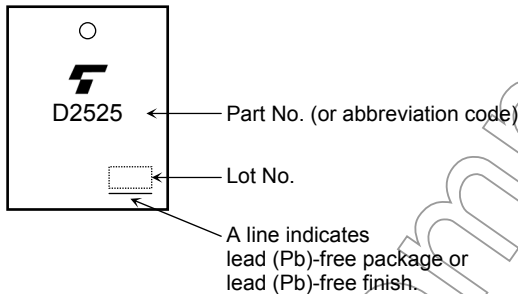 D2525
Part No. (or abbreviation code)
Lot No.
A line indicates
lead (Pb)-free package or
lead (Pb)-free finish.